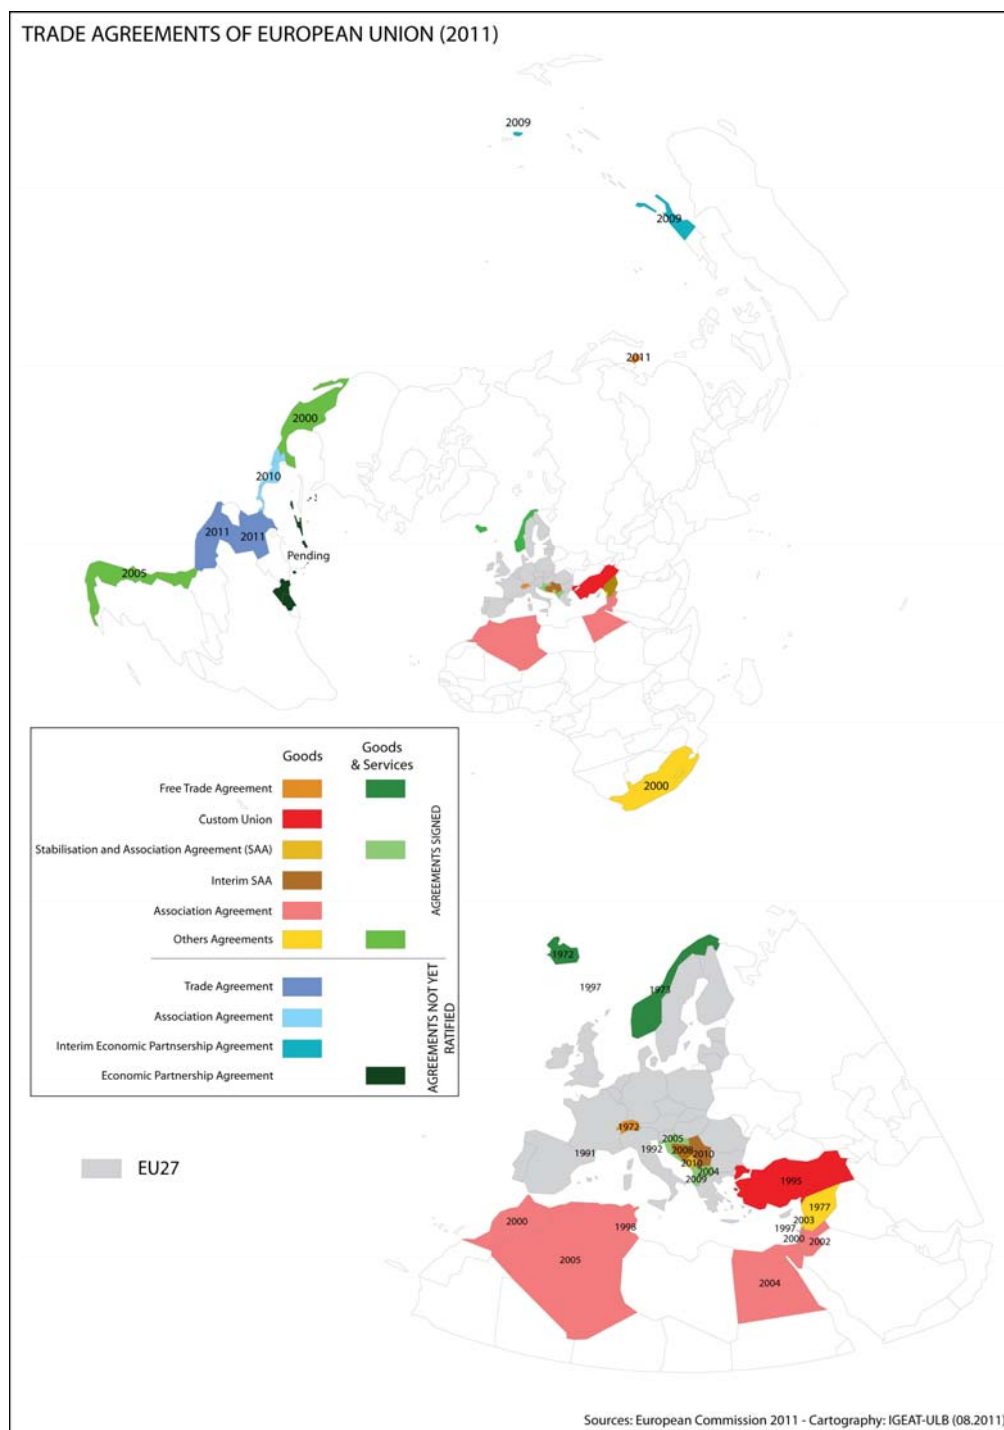 TRADE AGREEMENTS OF EUROPEAN UNION (2011)
2009
2009
2011
2000
2010
2011
2011
Pending
2005
2000
Goods
Goods
& Services
Free Trade Agreement
Custom Union
Stabilisation and Association Agreement (SAA)
Interim SAA
Association Agreement
Others Agreements
AGREEMENTS SIGNED
Trade Agreement
Association Agreement
Interim Economic Partnsership Agreement
Economic Partnership Agreement
AGREEMENTS NOT YET
RATIFIED
EU27
1972
1997
1973
1972
2005
1992
2008
2010
2010
2004
2009
1991
1995
1977
2003
1997
2000
2002
2000
1998
2005
2004
Sources: European Commission 2011 - Cartography: IGEAT-ULB (08.2011)